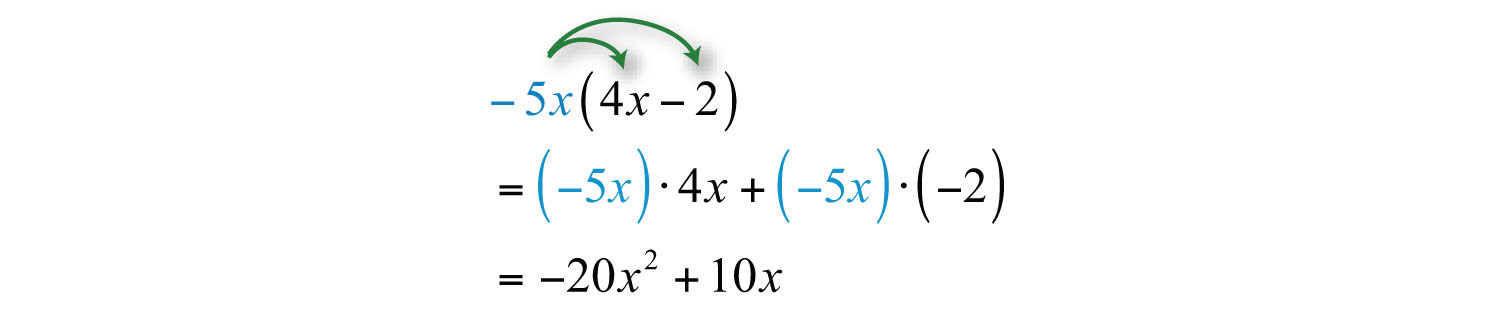 −5x(4x−2)
=(−5x)·4x+(−5x)·(−2)
= −20x² + 10x